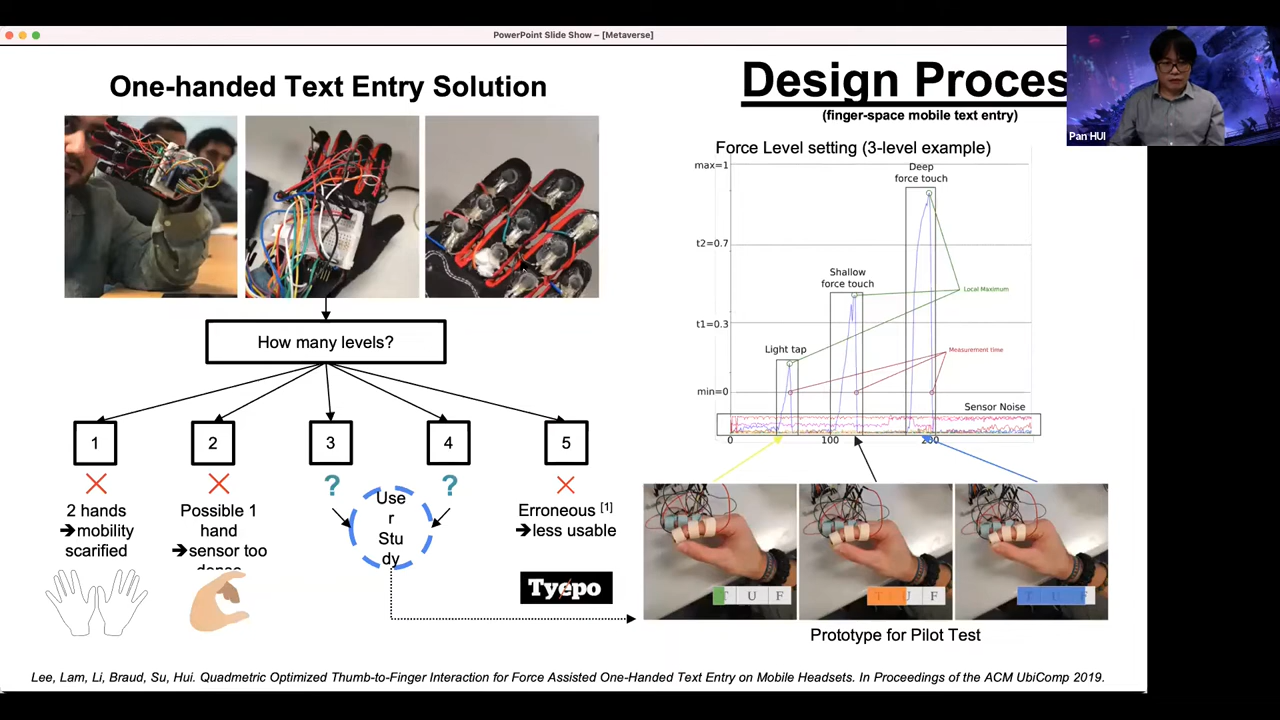 PowerPoint Slide Show – [Metaverse]
One-handed Text Entry Solution
Design Proces
(finger-space mobile text entry)
Pan HUI
Force Level setting (3-level example)
max=1
Deep
force touch
t2=0.7
Shallow
force touch
Local Maximum
t1=0.3
Light tap
Measurement time
min=0
Sensor Noise
0
100
200
How many levels?
1
2
3
4
5
?
?
2 hands
➔mobility
scarified
Possible 1
hand
➔sensor too
dense
Use
r
Stu
dy
Erroneous [1]
➔less usable
Tyepo
T U F
T U F
T U F
Prototype for Pilot Test
Lee, Lam, Li, Braud, Su, Hui. Quadmetric Optimized Thumb-to-Finger Interaction for Force Assisted One-Handed Text Entry on Mobile Headsets. In Proceedings of the ACM UbiComp 2019.